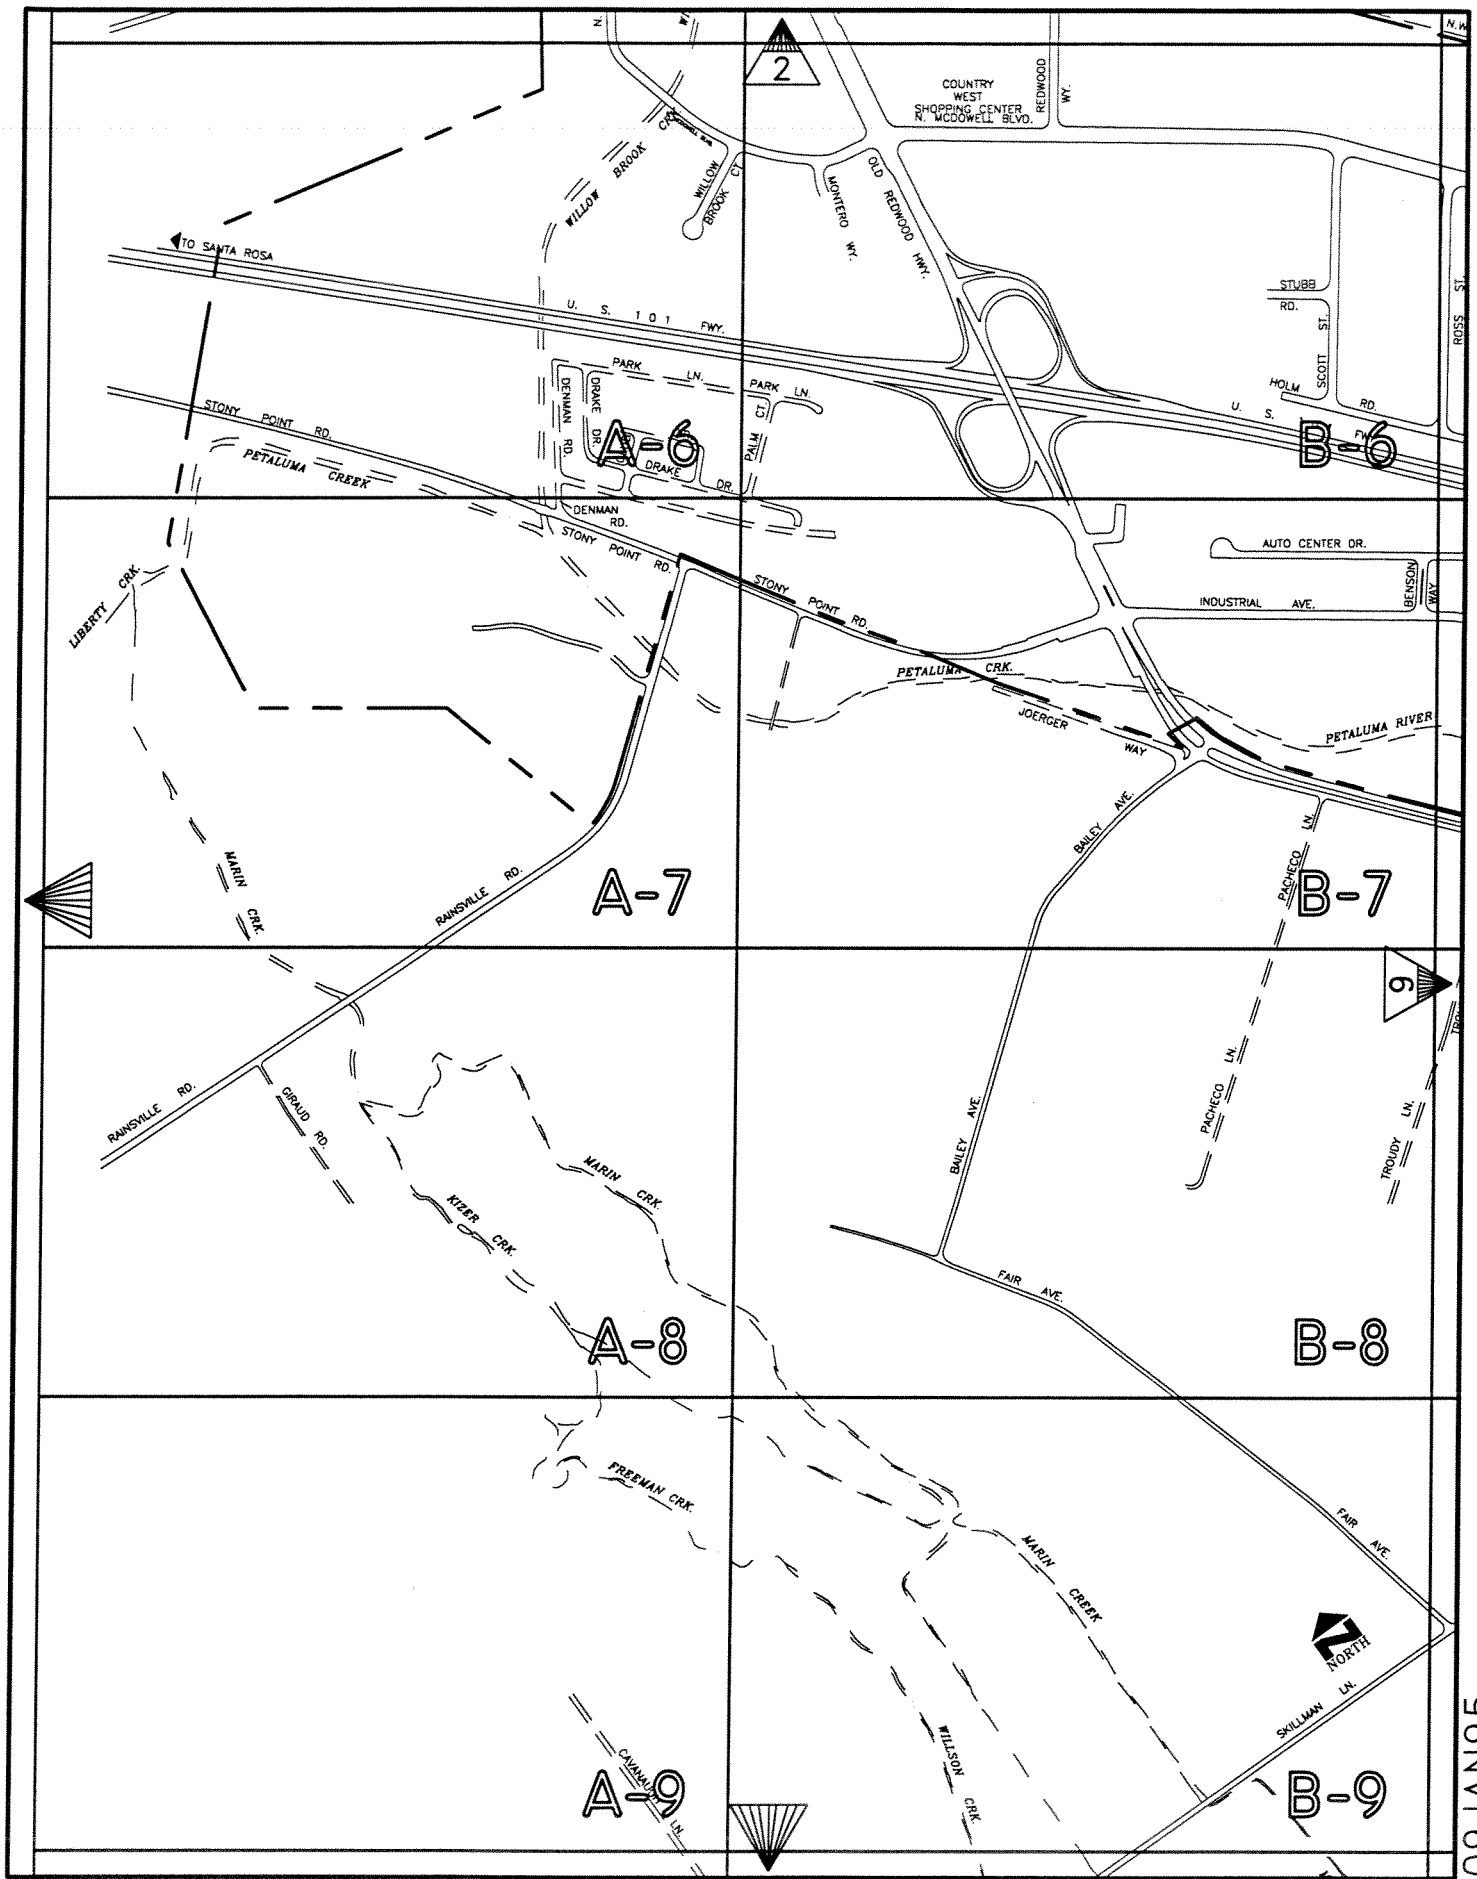 N.
2
COUNTRY
WEST
SHOPPING CENTER
N. MCDOWELL BLVD.
REDWOOD
WY.
N.W
WILLOW BROOK CRK.
WILLOW
BROOK CT.
MONTERO WY.
OLD REDWOOD HWY.
TO SANTA ROSA
U. S. 101 FWY.
STUBB
RD.
SCOTT ST.
ROSS ST.
HOLM RD.
U. S. FWY.
STONY POINT RD.
PETALUMA CREEK
PARK LN.
PARK LN.
DENMAN RD.
DRAKE DR.
PALM CT.
DRAKE DR.
A-6
B-6
DENMAN
RD.
STONY POINT RD.
STONY POINT RD.
AUTO CENTER DR.
BENSON
WAY
INDUSTRIAL AVE.
LIBERTY CRK.
PETALUMA CRK.
JOERGER WAY
PETALUMA RIVER
BAILEY AVE.
PACHECO LN.
MARIN CRK.
RAINSVILLE RD.
A-7
B-7
9
RAINSVILLE RD.
GIRAUD RD.
KIZER CRK.
MARIN CRK.
BAILEY AVE.
PACHECO LN.
TROUDY LN.
FAIR AVE.
A-8
B-8
FREEMAN CRK.
MARIN CREEK
FAIR AVE.
NORTH
SKILLMAN LN.
WILLSON CRK.
CAVANAUGH LN.
A-9
B-9
09JAN95